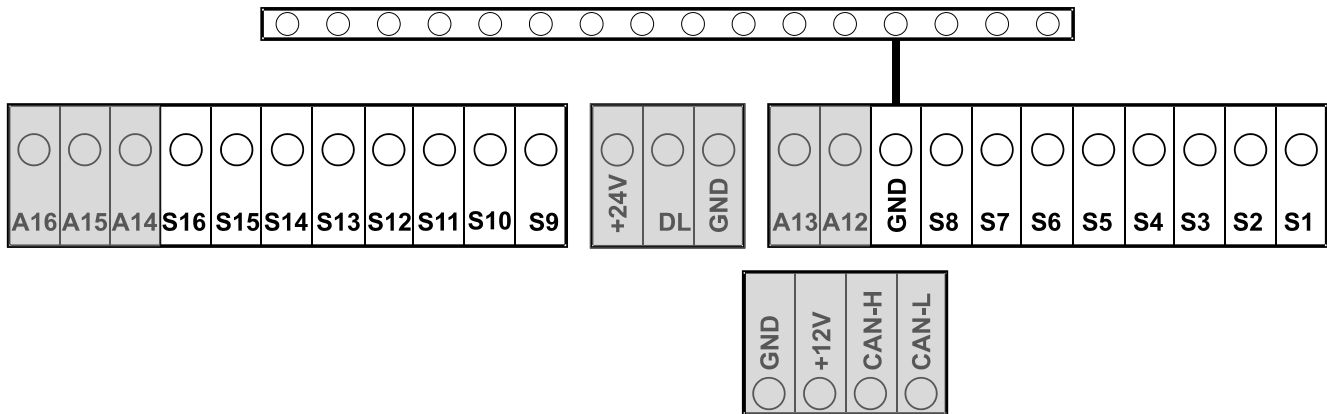 A16 A15 A14 S16 S15 S14 S13 S12 S11 S10 S9 +24V DL GND A13 A12 GND S8 S7 S6 S5 S4 S3 S2 S1
GND +12V CAN-H CAN-L